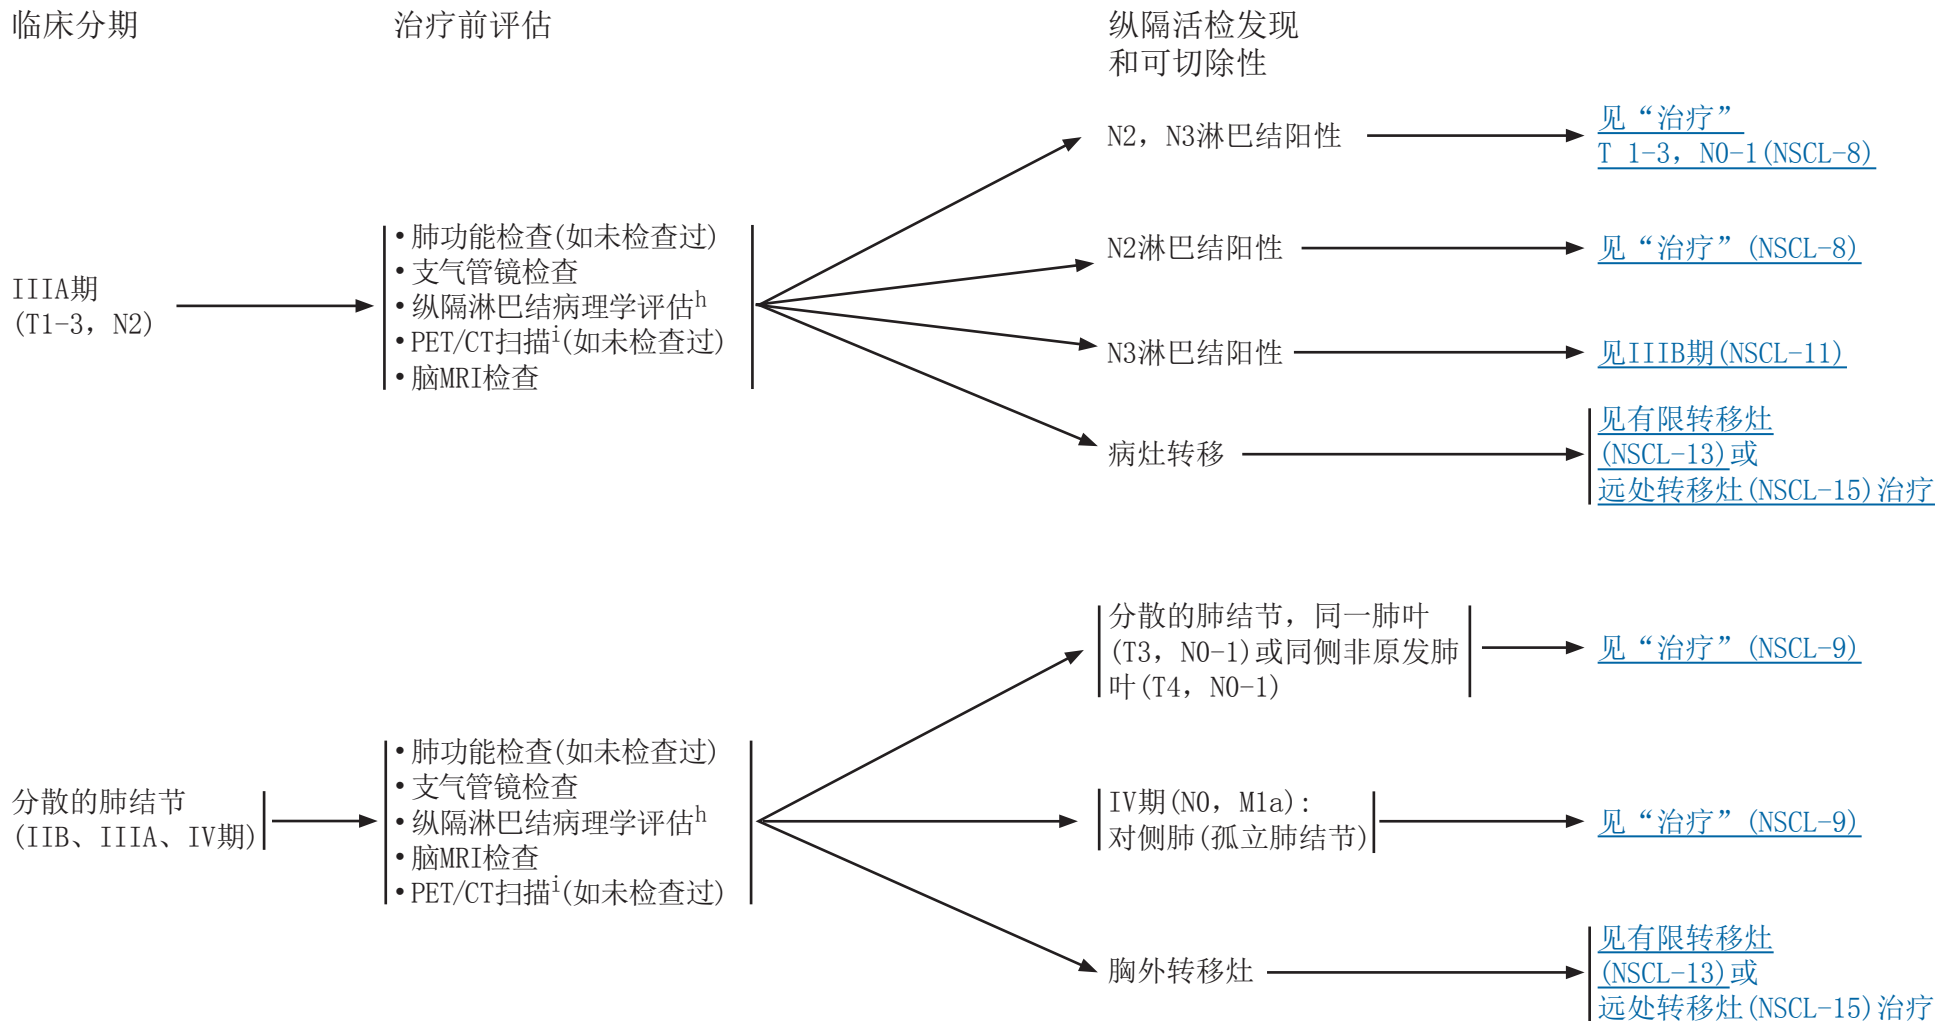 临床分期
治疗前评估
纵隔活检发现
和可切除性
IIIA期
(T1-3, N2)
•肺功能检查(如未检查过)
•支气管镜检查
•纵隔淋巴结病理学评估h
•PET/CT扫描i(如未检查过)
•脑MRI检查
N2, N3淋巴结阳性
见“治疗”
T 1-3, N0-1(NSCL-8)
N2淋巴结阳性
见“治疗”(NSCL-8)
N3淋巴结阳性
见IIIB期(NSCL-11)
病灶转移
见有限转移灶
(NSCL-13)或
远处转移灶(NSCL-15)治疗
分散的肺结节
(IIB、IIIA、IV期)
•肺功能检查(如未检查过)
•支气管镜检查
•纵隔淋巴结病理学评估h
•脑MRI检查
•PET/CT扫描i(如未检查过)
分散的肺结节, 同一肺叶
(T3, N0-1)或同侧非原发肺
叶(T4, N0-1)
见“治疗”(NSCL-9)
IV期(N0, M1a):
对侧肺(孤立肺结节)
见“治疗”(NSCL-9)
胸外转移灶
见有限转移灶
(NSCL-13)或
远处转移灶(NSCL-15)治疗